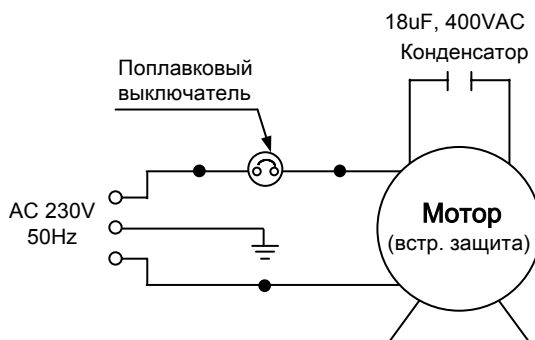 18uF, 400VAC
Конденсатор
Поплавковый
выключатель
AC 230V
50Hz
Мотор
(встр. защита)